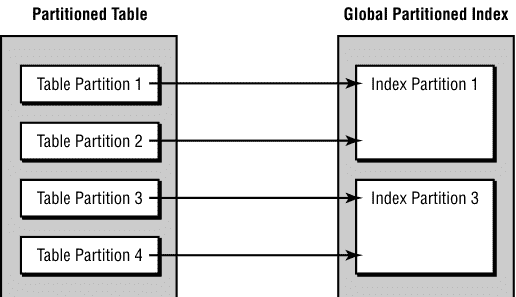 Partitioned Table
Global Partitioned Index
Table Partition 1
Index Partition 1
Table Partition 2
Table Partition 3
Index Partition 3
Table Partition 4